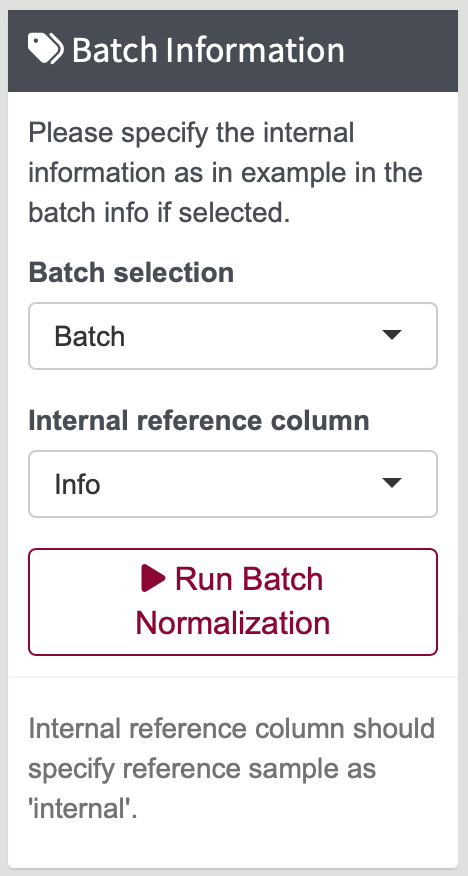 Batch Information
Please specify the internal
information as in example in the
batch info if selected.
Batch selection
Batch
Internal reference column
Info
Run Batch
Normalization
Internal reference column should
specify reference sample as
'internal'.